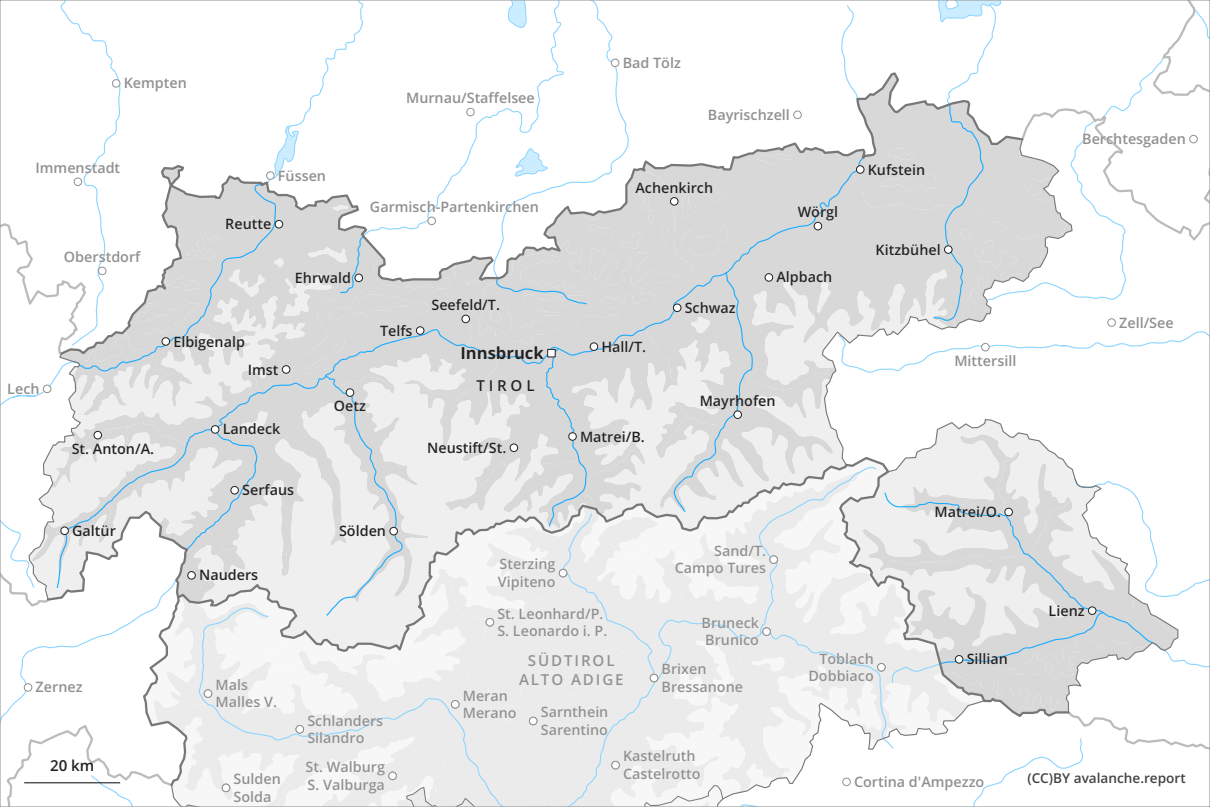 Kempten
Bad Tölz
Murnau/Staffelsee
Bayrischzell
Berchtesgaden
Immenstadt
Füssen
Kufstein
Achenkirch
Garmisch-Partenkirchen
Wörgl
Reutte
Kitzbühel
Oberstdorf
Ehrwald
Alpbach
Seefeld/T.
Schwaz
Zell/See
Telfs
Elbigenalp
Innsbruck
Hall/T.
Mittersill
Imst
TIROL
Lech
Oetz
Mayrhofen
Landeck
Matrei/B.
St. Anton/A.
Neustift/St.
Serfaus
Matrei/O.
Galtür
Sölden
Sand/T.
Campo Tures
Sterzing
Vipiteno
Nauders
St. Leonhard/P.
S. Leonardo i. P.
Lienz
Bruneck
Brunico
SÜDTIROL
ALTO ADIGE
Toblach
Dobbiaco
Sillian
Brixen
Bressanone
Zernez
Mals
Malles V.
Meran
Merano
Sarnthein
Sarentino
Schlanders
Silandro
Kastelruth
Castelrotto
St. Walburg
S. Valburga
20 km
Sulden
Solda
Cortina d'Ampezzo
(CC)BY avalanche.report